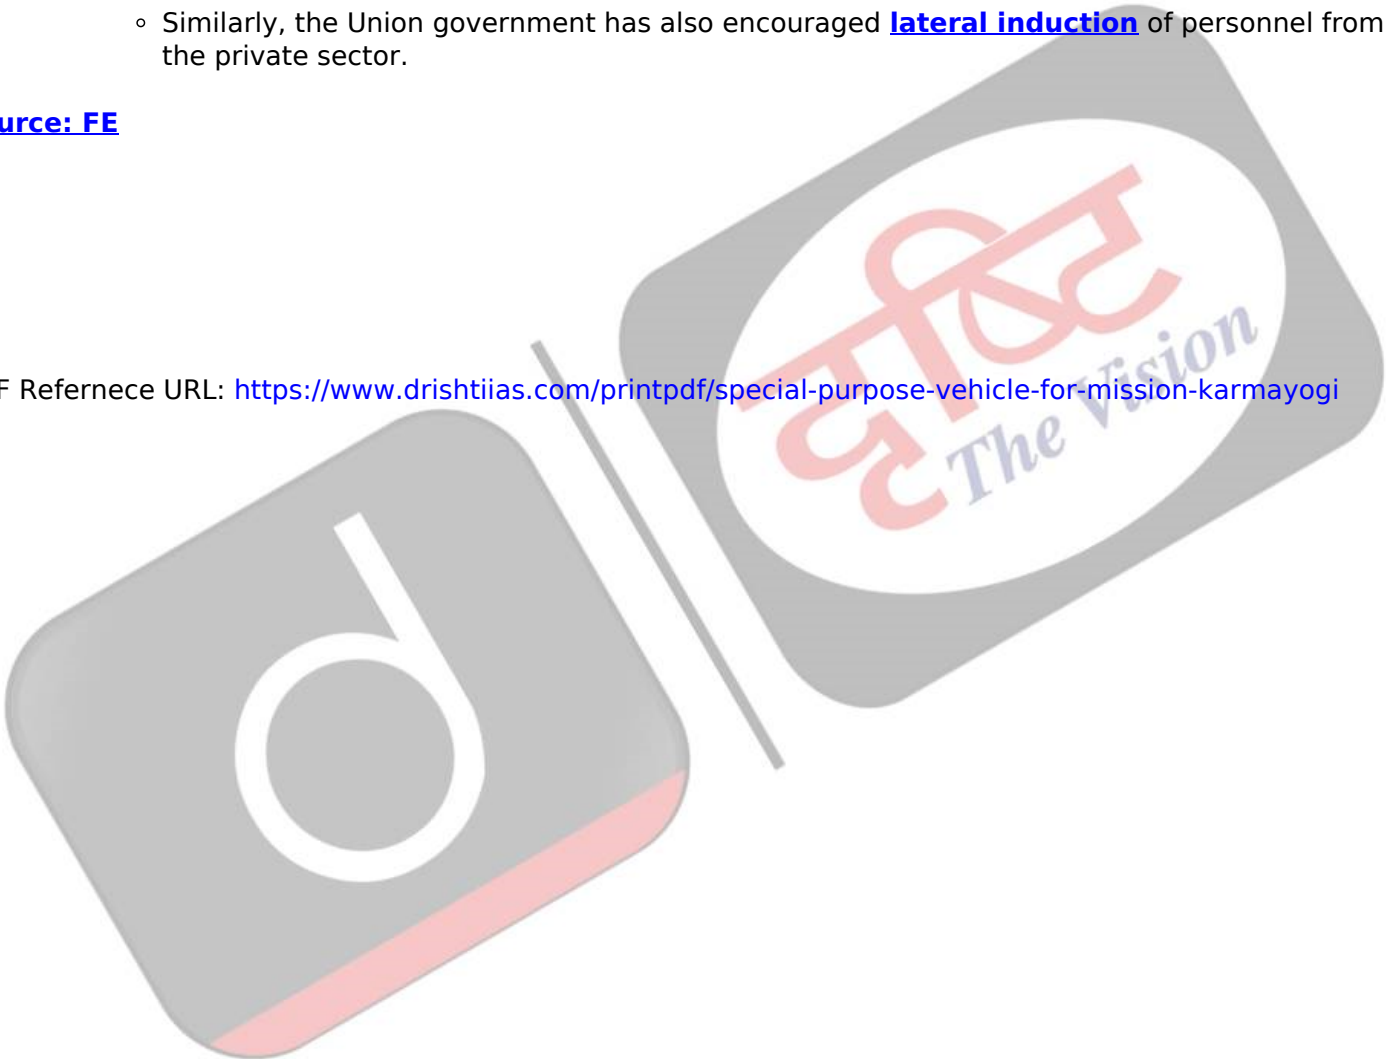 ◦ Similarly, the Union government has also encouraged lateral induction of personnel from
the private sector.
urce: FE
F Refernece URL: https://www.drishtiias.com/printpdf/special-purpose-vehicle-for-mission-karmayogi
दृष्टि
The Vision
d